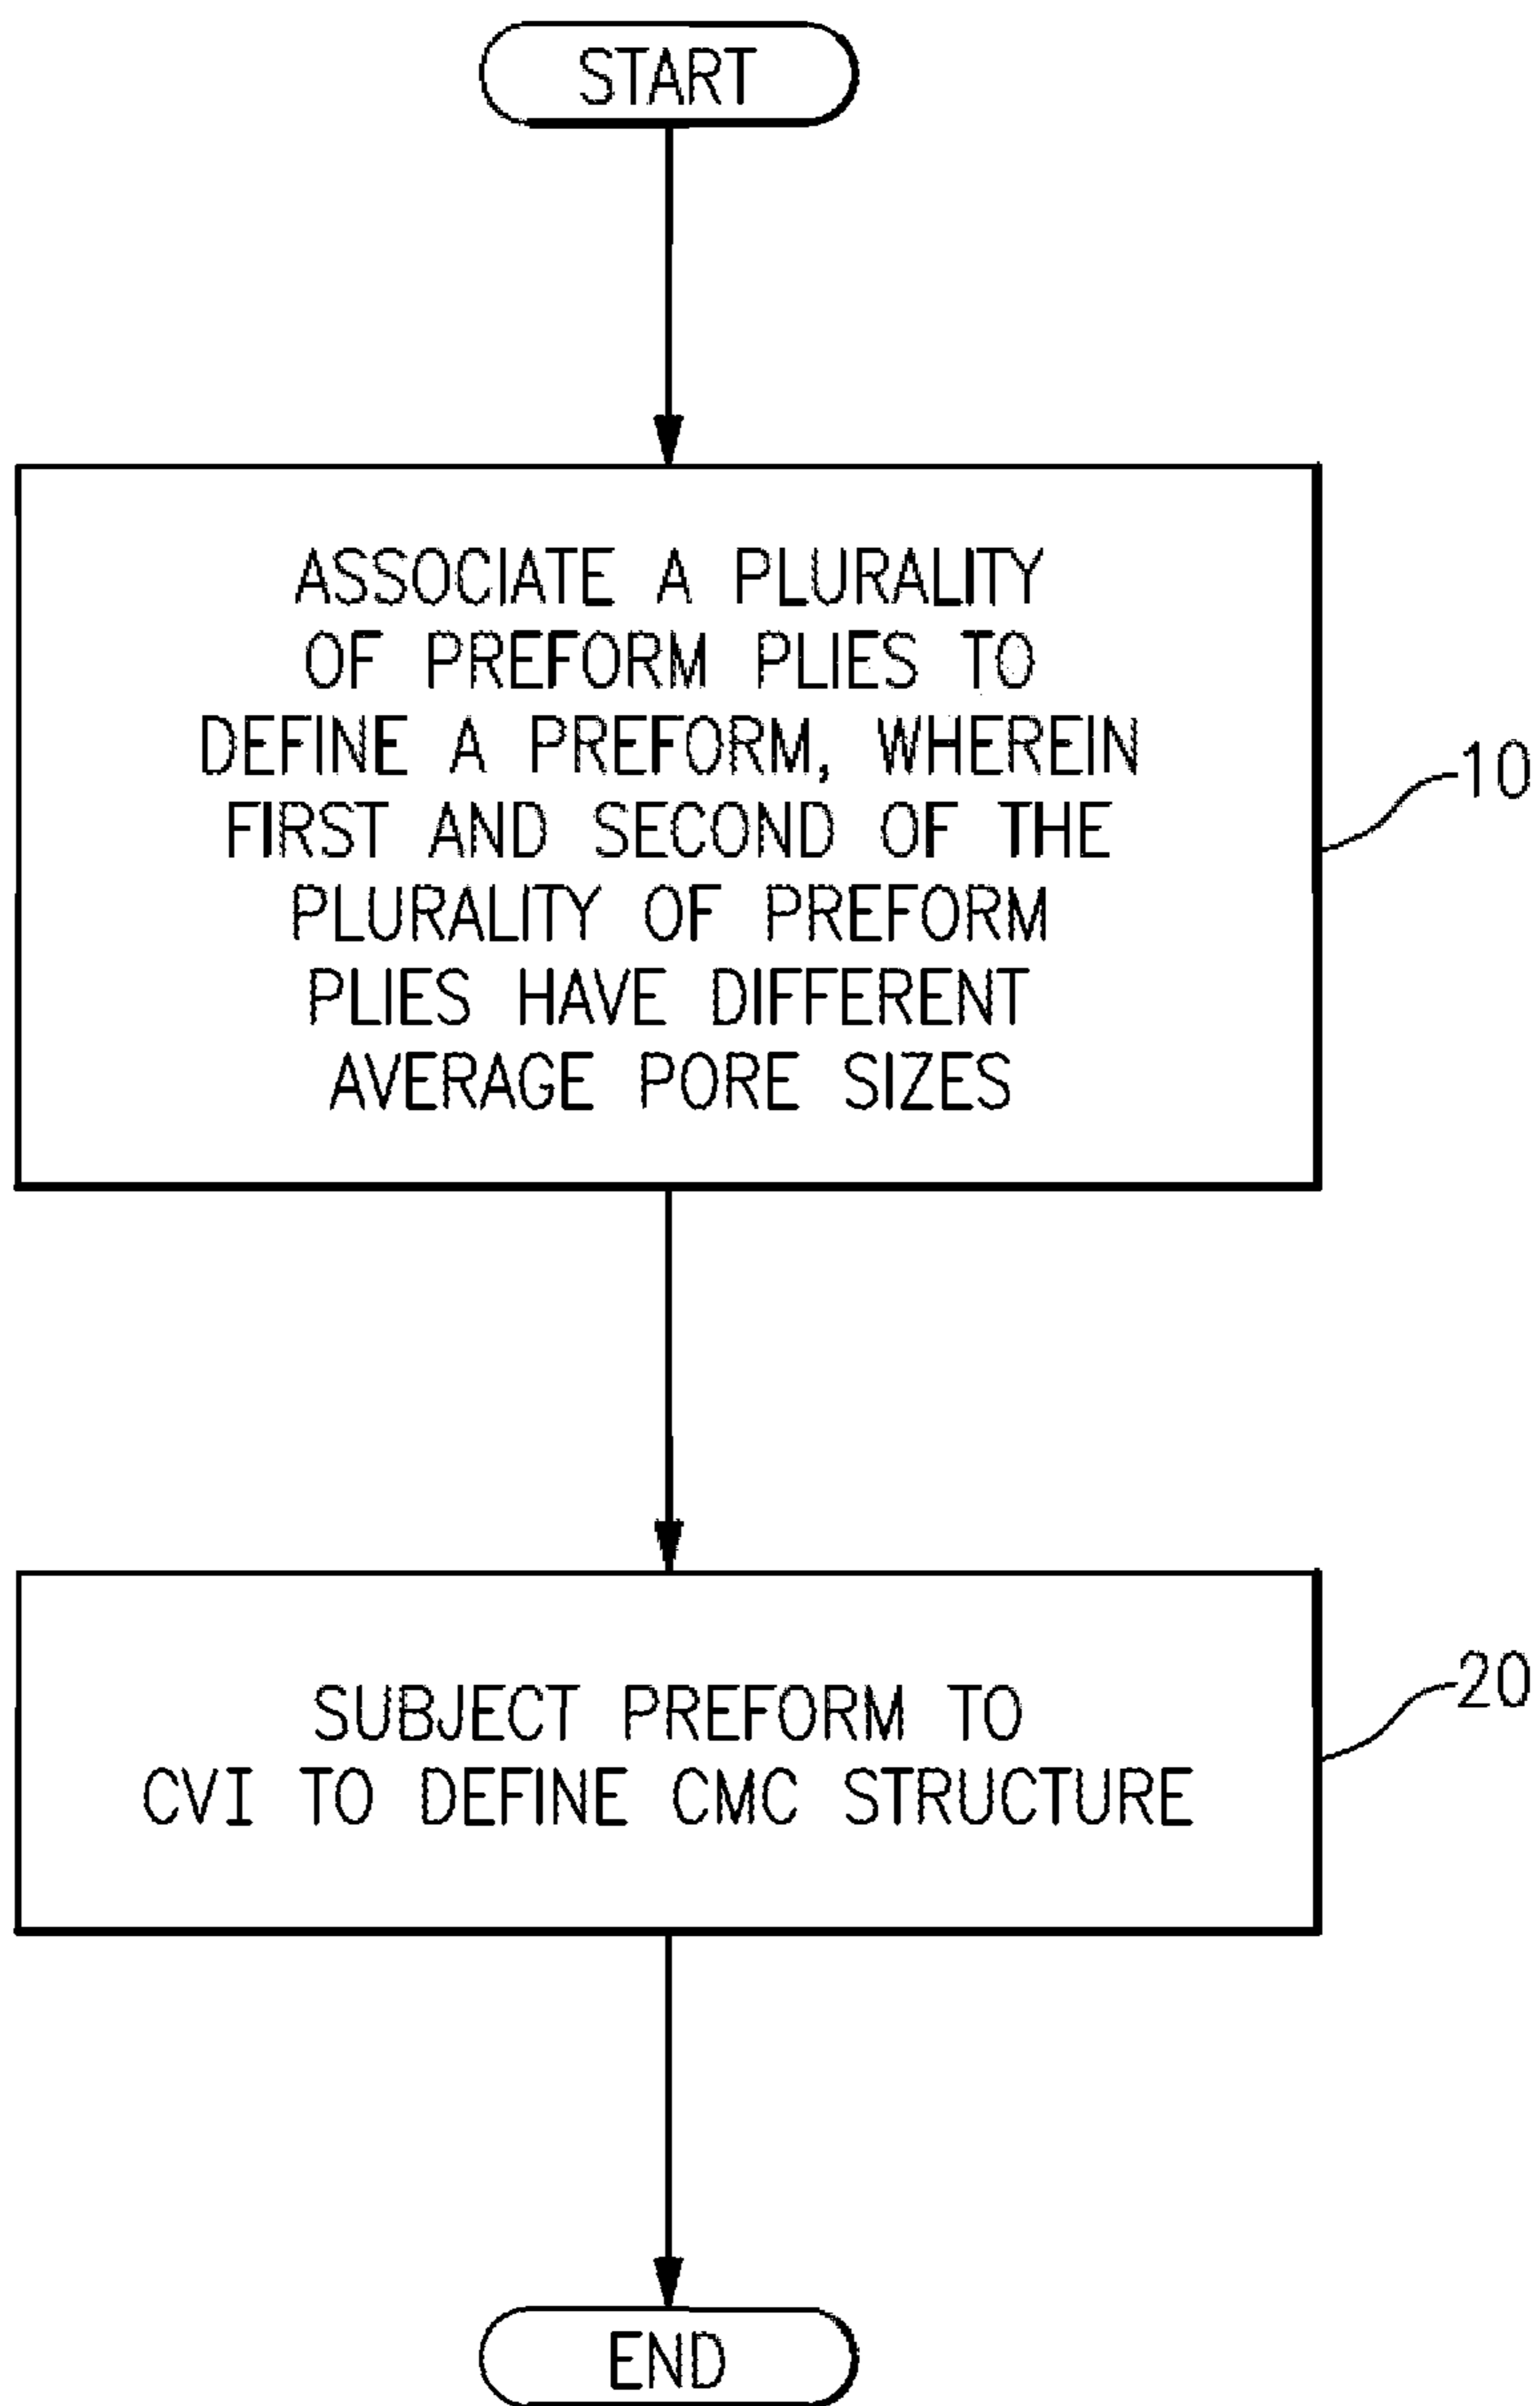 START
ASSOCIATE A PLURALITY
OF PREFORM PLIES TO
DEFINE A PREFORM, WHEREIN
FIRST AND SECOND OF THE
PLURALITY OF PREFORM
PLIES HAVE DIFFERENT
AVERAGE PORE SIZES
10
SUBJECT PREFORM TO
CVI TO DEFINE CMC STRUCTURE
20
END